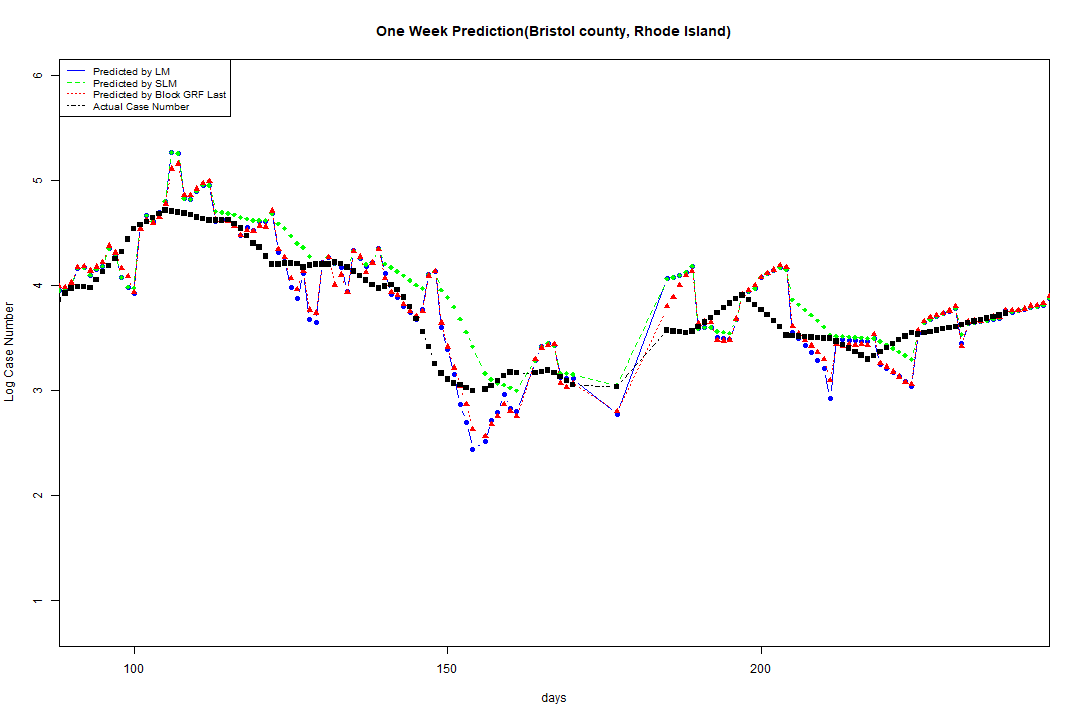 One Week Prediction(Bristol county, Rhode Island)
Predicted by LM
Predicted by SLM
Predicted by Block GRF Last
Actual Case Number
6
5
4
3
2
1
Log Case Number
100
150
200
days